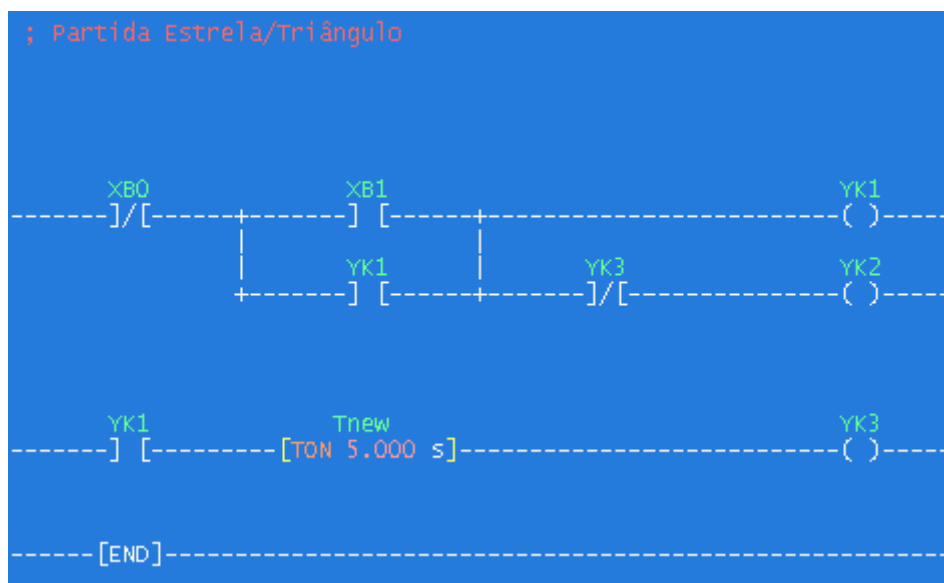 ; Partida Estrela/Triângulo
XB0 XB1 YK1
-------]/[------+-------] [------+------------------------( )----
YK1 YK3 YK2
+-------] [------+-------]/[--------------( )----
YK1 Tnew YK3
-------] [---------[TON 5.000 s]--------------------------( )----
------[END]----------------------------------------------------